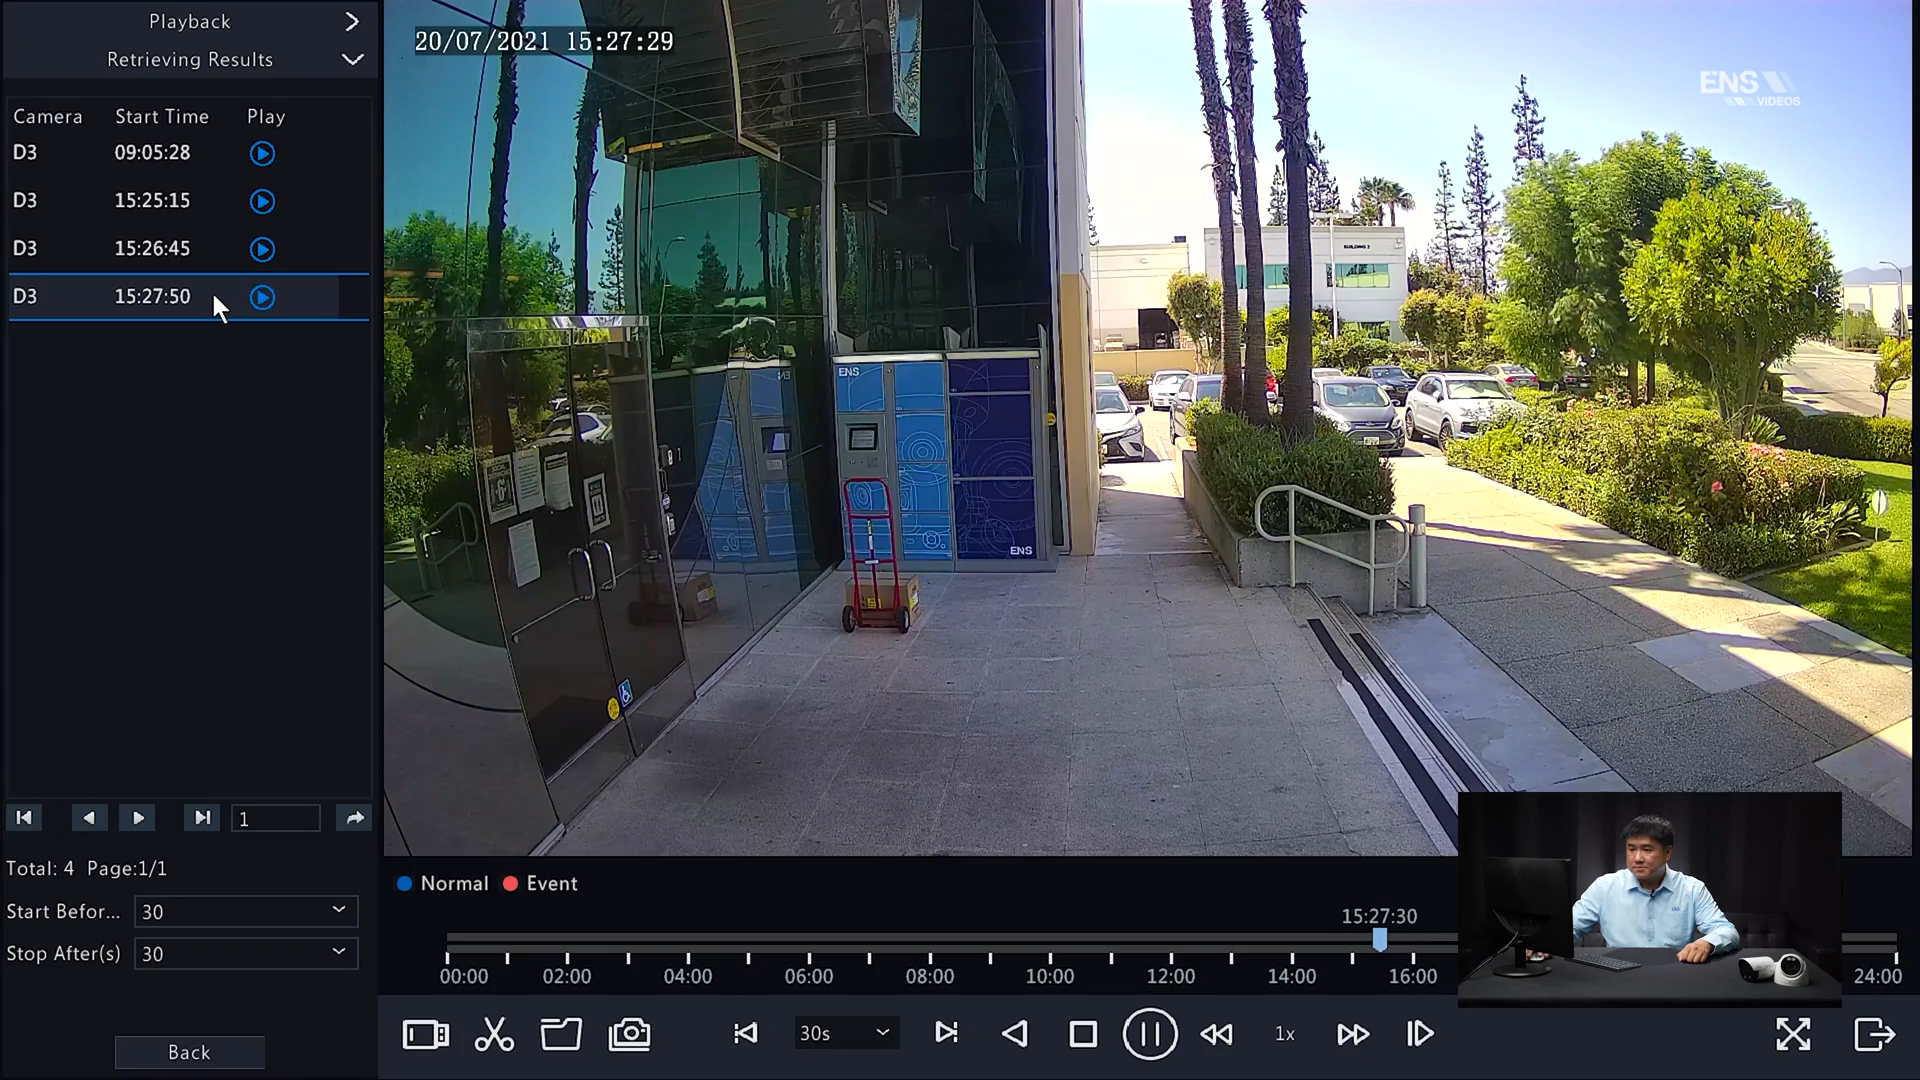 Playback
Retrieving Results
Camera Start Time Play
D3 09:05:28
D3 15:25:15
D3 15:26:45
D3 15:27:50
1
Total: 4 Page:1/1
Start Befor... 30
Stop After(s) 30
Back
20/07/2021 15:27:29
ENS
VIDEOS
BUILDING 2
ENS
ENS
Normal Event
15:27:30
00:00 02:00 04:00 06:00 08:00 10:00 12:00 14:00 16:00 24:00
30s 1x